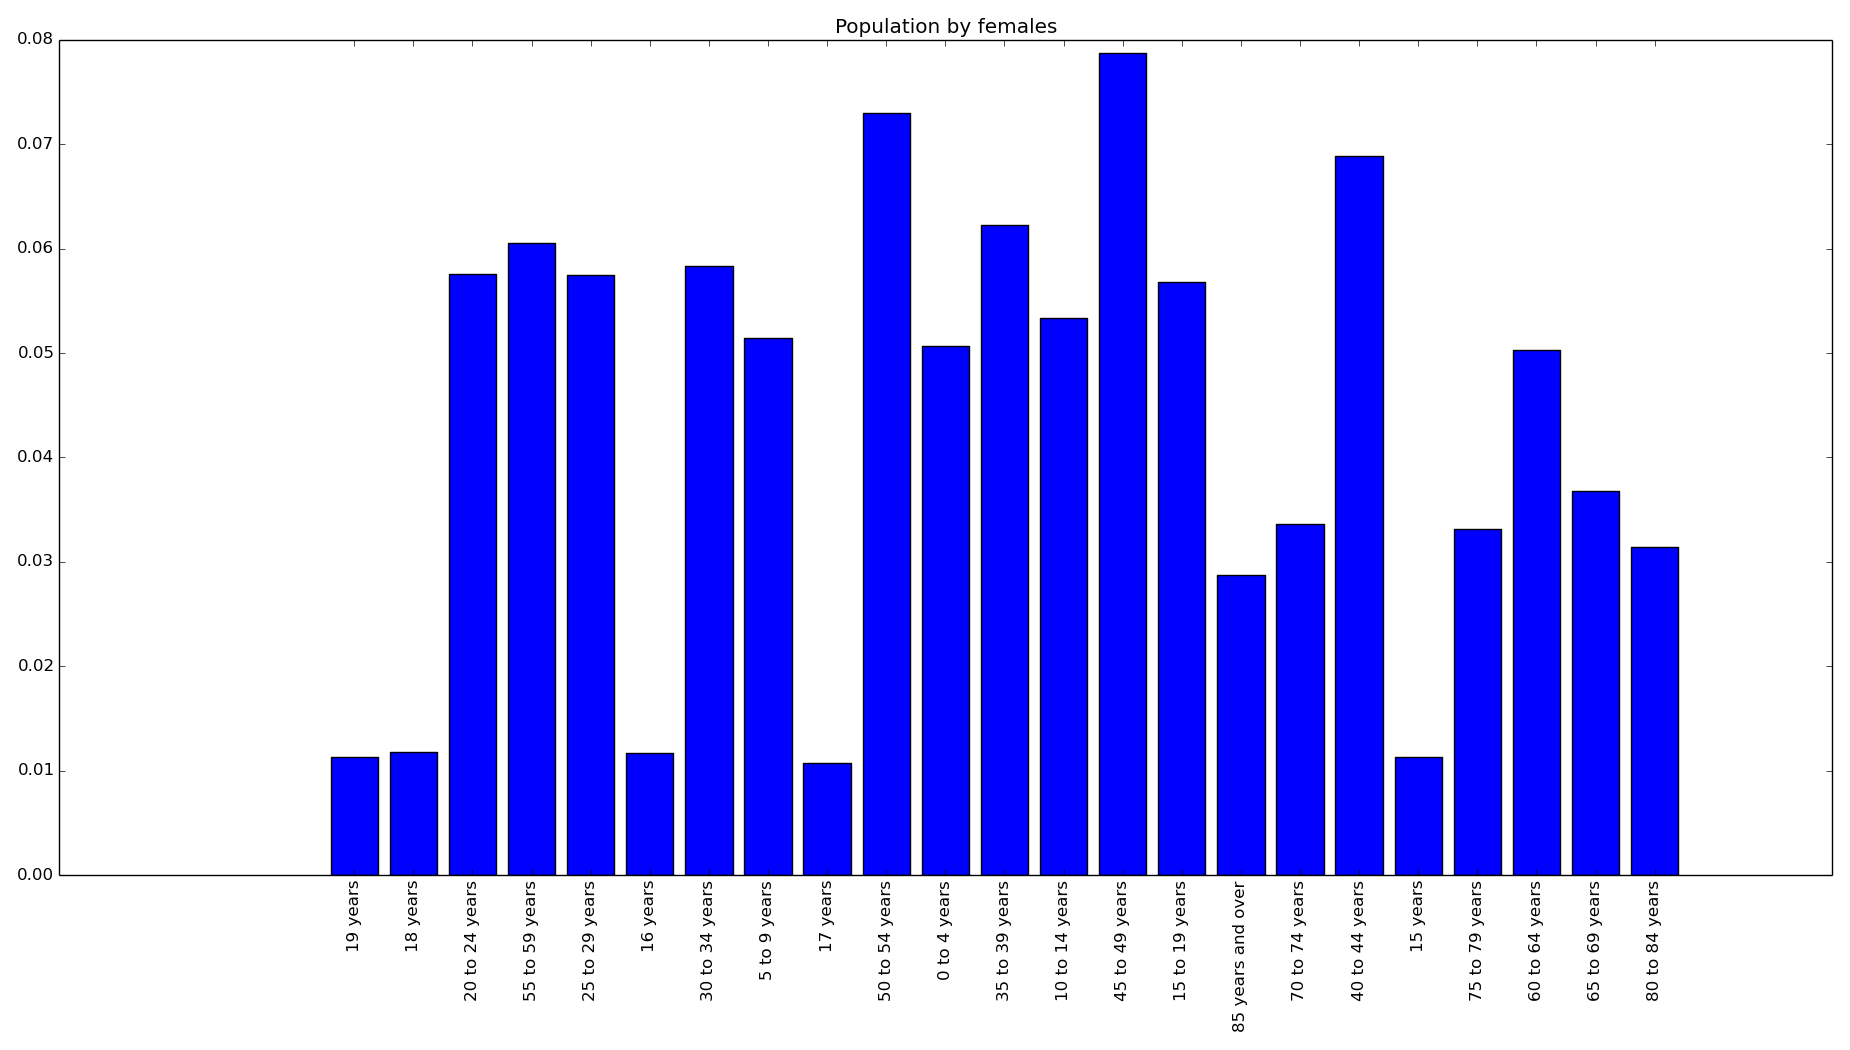 Population by females
0.08
0.07
0.06
0.05
0.04
0.03
0.02
0.01
0.00
19 years
18 years
20 to 24 years
55 to 59 years
25 to 29 years
16 years
30 to 34 years
5 to 9 years
17 years
50 to 54 years
0 to 4 years
35 to 39 years
10 to 14 years
45 to 49 years
15 to 19 years
85 years and over
70 to 74 years
40 to 44 years
15 years
75 to 79 years
60 to 64 years
65 to 69 years
80 to 84 years